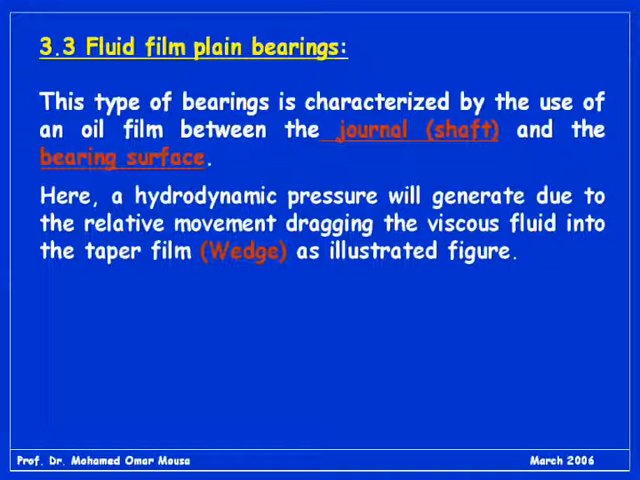 3.3 Fluid film plain bearings:
This type of bearings is characterized by the use of
an oil film between the journal (shaft) and the
bearing surface.
Here, a hydrodynamic pressure will generate due to
the relative movement dragging the viscous fluid into
the taper film (Wedge) as illustrated figure.
Prof. Dr. Mohamed Omar Mousa March 2006